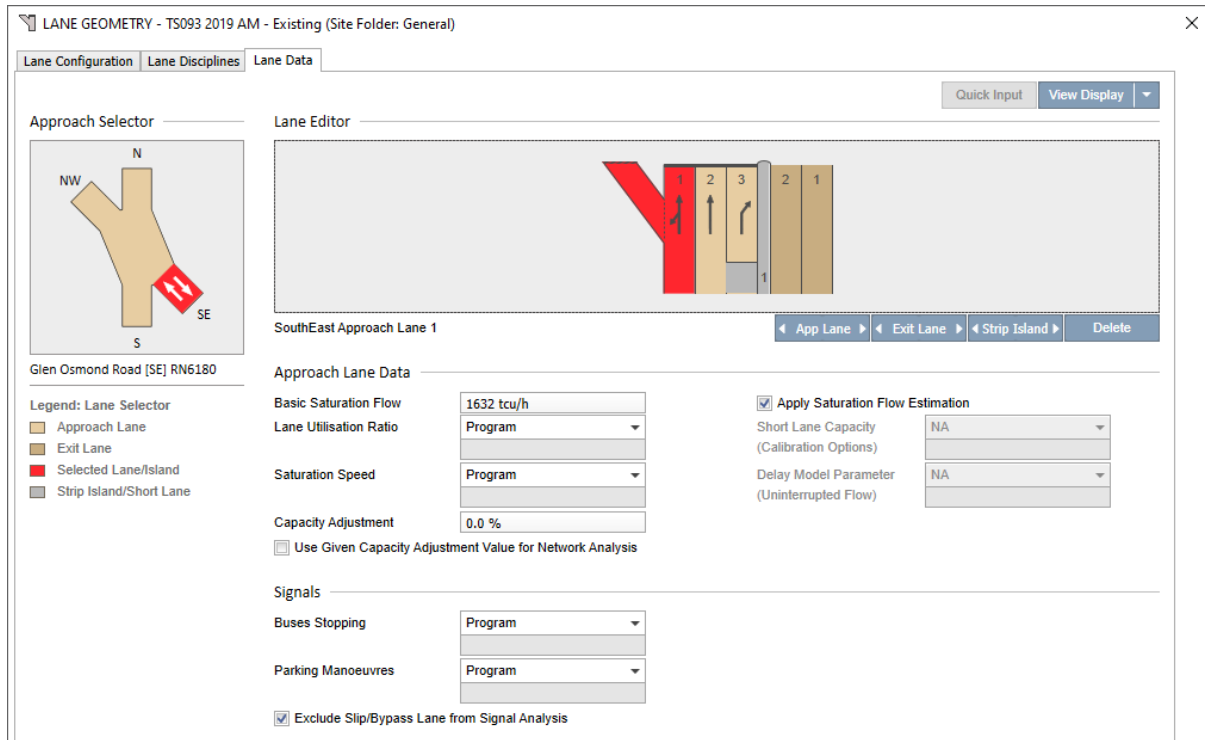 LANE GEOMETRY - TS093 2019 AM - Existing (Site Folder: General)
Lane Configuration Lane Disciplines Lane Data
Quick Input View Display
Approach Selector
N
NW
SE
S
Glen Osmond Road [SE] RN6180
Legend: Lane Selector
Approach Lane
Exit Lane
Selected Lane/Island
Strip Island/Short Lane
Lane Editor
1 2 3 2 1
1
SouthEast Approach Lane 1
App Lane Exit Lane Strip Island Delete
Approach Lane Data
Basic Saturation Flow 1632 tcu/h
Lane Utilisation Ratio Program
Saturation Speed Program
Capacity Adjustment 0.0 %
Use Given Capacity Adjustment Value for Network Analysis
Apply Saturation Flow Estimation
Short Lane Capacity NA
(Calibration Options)
Delay Model Parameter NA
(Uninterrupted Flow)
Signals
Buses Stopping Program
Parking Manoeuvres Program
Exclude Slip/Bypass Lane from Signal Analysis